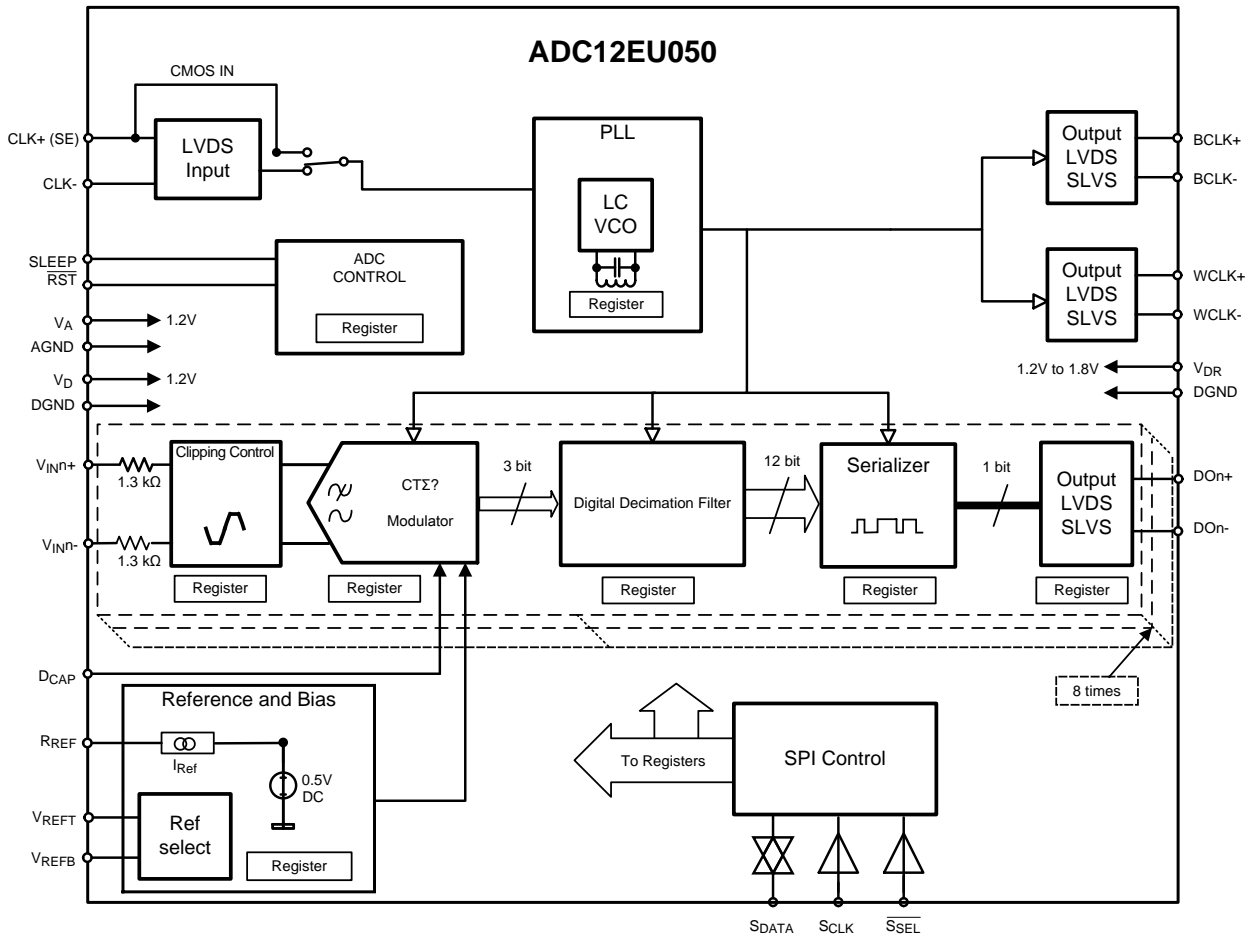 ADC12EU050
CMOS IN
CLK+ (SE)
CLK-
LVDS
Input
PLL
LC
VCO
Register
Output
LVDS
SLVS
BCLK+
BCLK-
Output
LVDS
SLVS
WCLK+
WCLK-
SLEEP
RST
ADC
CONTROL
Register
VA
1.2V
AGND
VD
1.2V
DGND
1.2V to 1.8V
VDR
DGND
VINn+
1.3 kΩ
VINn-
1.3 kΩ
Clipping Control
Register
CTΣ?
Modulator
Register
3 bit
Digital Decimation Filter
Register
12 bit
Serializer
Register
1 bit
Output
LVDS
SLVS
Register
DOn+
DOn-
8 times
DCAP
Reference and Bias
RREF
IRef
0.5V
DC
VREFT
VREFB
Ref
select
Register
To Registers
SPI Control
SDATA
SCLK
SSEL